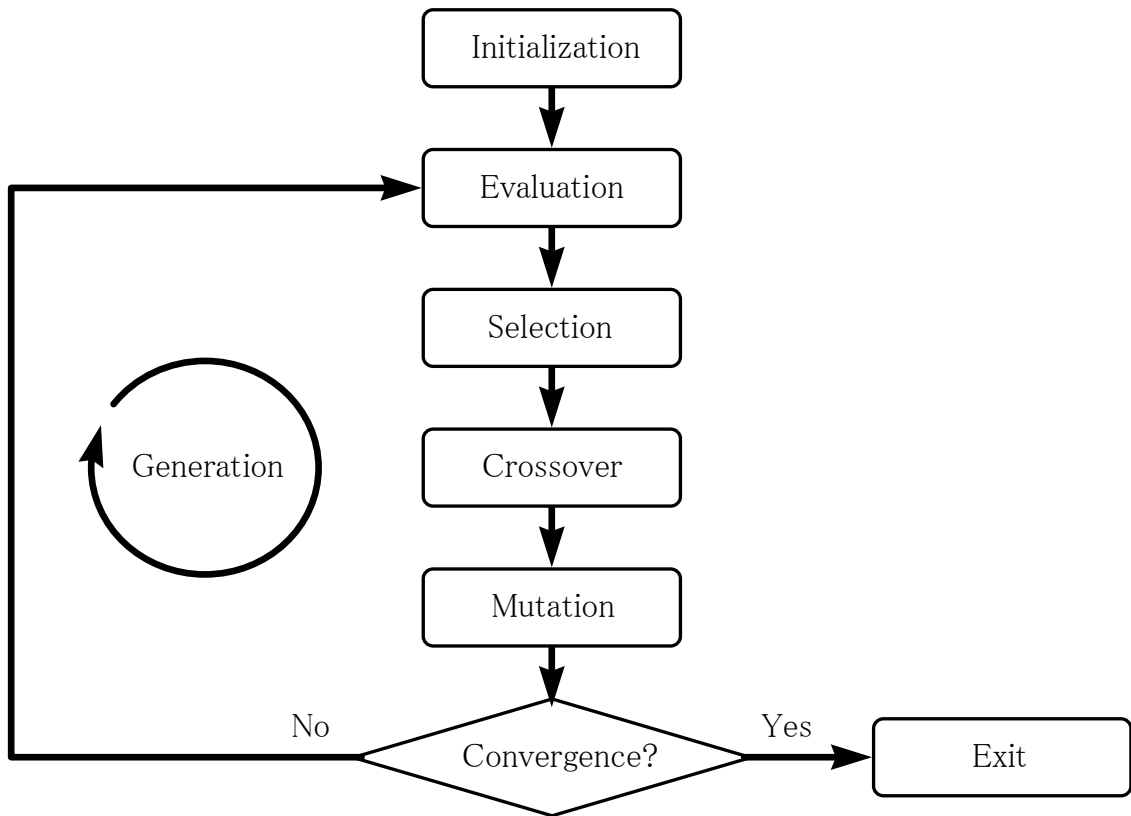 Initialization
Evaluation
Selection
Generation
Crossover
Mutation
No
Yes
Convergence?
Exit